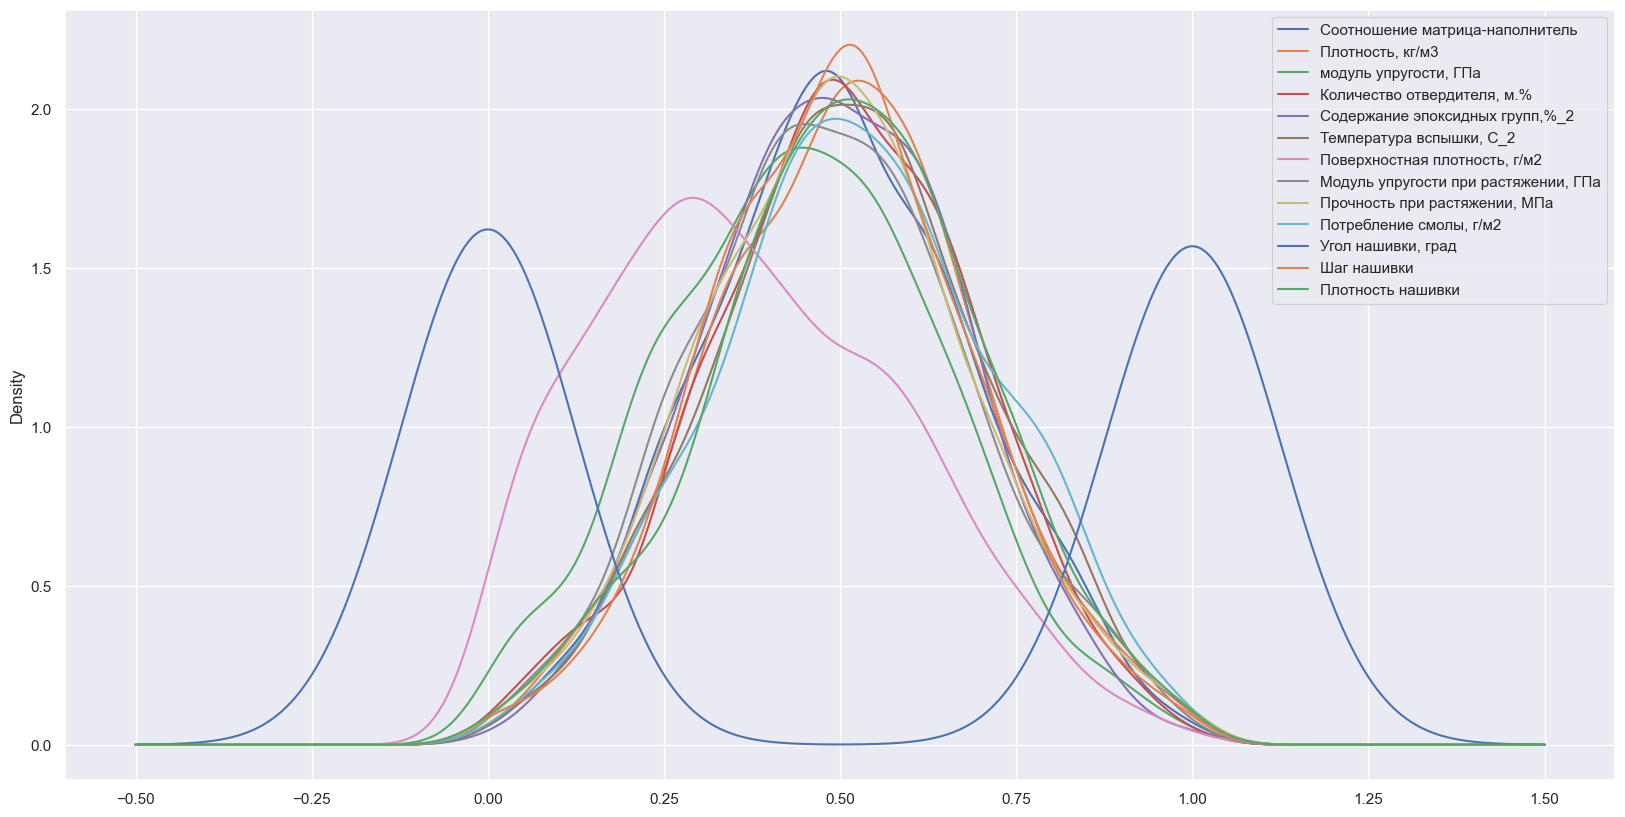 Соотношение матрица-наполнитель
Плотность, кг/м3
модуль упругости, ГПа
Количество отвердителя, м.%
Содержание эпоксидных групп,%_2
Температура вспышки, С_2
Поверхностная плотность, г/м2
Модуль упругости при растяжении, ГПа
Прочность при растяжении, МПа
Потребление смолы, г/м2
Угол нашивки, град
Шаг нашивки
Плотность нашивки
Density
2.0
1.5
1.0
0.5
0.0
−0.50 −0.25 0.00 0.25 0.50 0.75 1.00 1.25 1.50